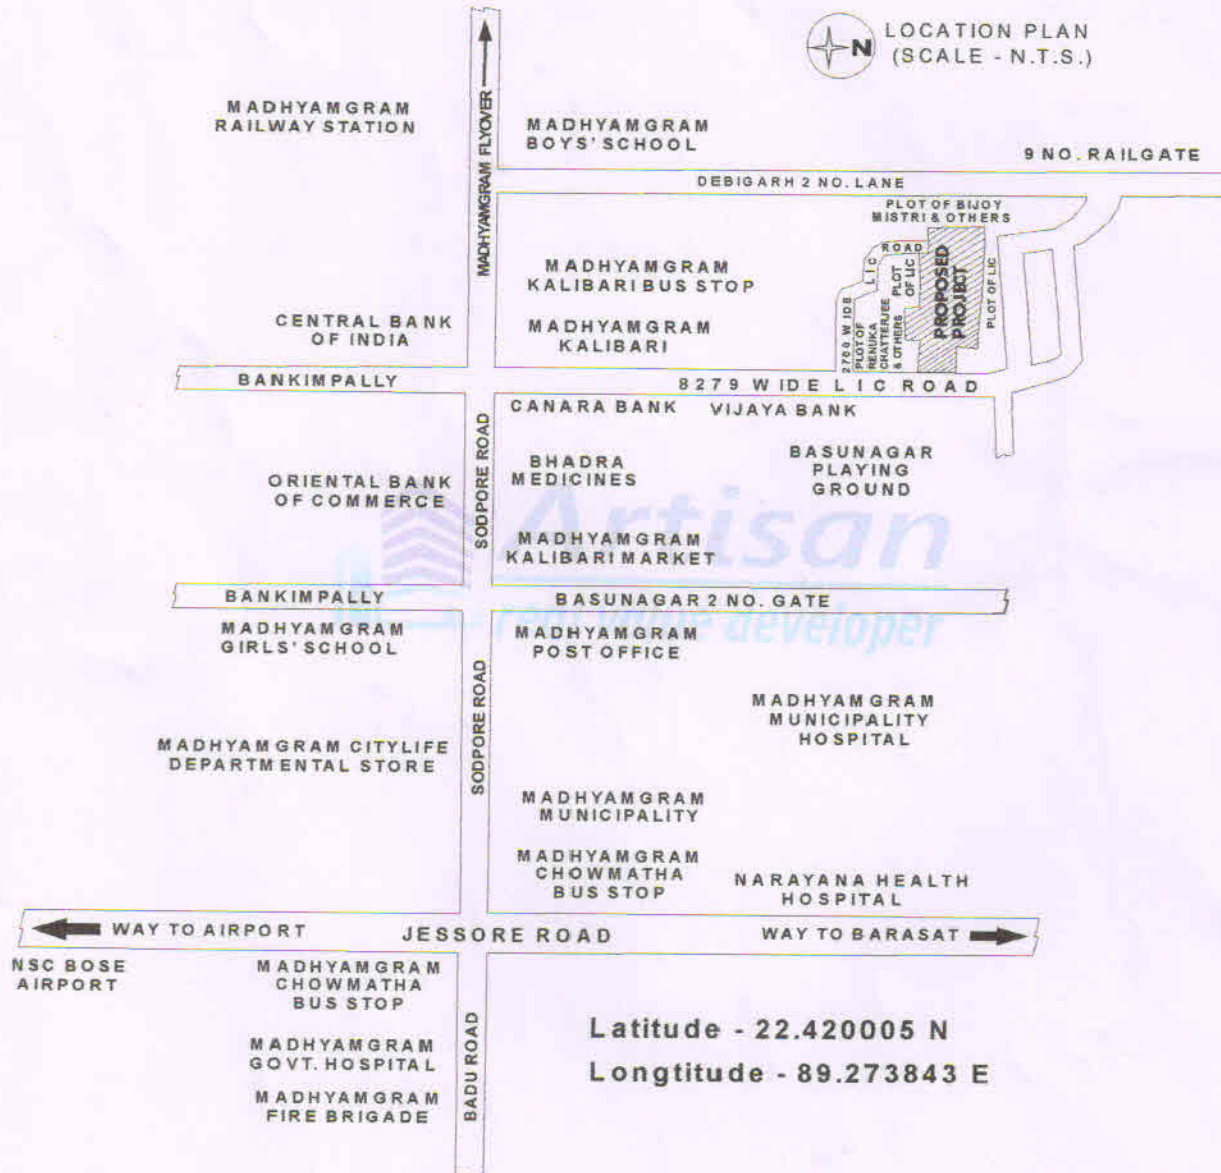 N
LOCATION PLAN
(SCALE - N.T.S.)
MADHYAMGRAM
RAILWAY STATION
MADHYAMGRAM FLYOVER
MADHYAMGRAM
BOYS' SCHOOL
9 NO. RAILGATE
DEBIGARH 2 NO. LANE
PLOT OF BIJOY
MISTRI & OTHERS
MADHYAMGRAM
KALIBARI BUS STOP
2769 WIDE LIC ROAD
PLOT OF
RENUKA
CHATTERJEE
& OTHERS
PLOT
OF LIC
PROPOSED
PROJECT
PLOT OF LIC
CENTRAL BANK
OF INDIA
MADHYAMGRAM
KALIBARI
BANKIMPALLY
8279 WIDE LIC ROAD
CANARA BANK
VIJAYA BANK
SODPORE ROAD
ORIENTAL BANK
OF COMMERCE
BHADRA
MEDICINES
BASUNAGAR
PLAYING
GROUND
Artisan
MADHYAMGRAM
KALIBARI MARKET
BANKIMPALLY
BASUNAGAR 2 NO. GATE
developer
MADHYAMGRAM
GIRLS' SCHOOL
MADHYAMGRAM
POST OFFICE
SODPORE ROAD
MADHYAMGRAM
MUNICIPALITY
HOSPITAL
MADHYAMGRAM CITYLIFE
DEPARTMENTAL STORE
MADHYAMGRAM
MUNICIPALITY
MADHYAMGRAM
CHOWMATHA
BUS STOP
NARAYANA HEALTH
HOSPITAL
WAY TO AIRPORT
JESSORE ROAD
WAY TO BARASAT
NSC BOSE
AIRPORT
MADHYAMGRAM
CHOWMATHA
BUS STOP
MADHYAMGRAM
GOVT. HOSPITAL
MADHYAMGRAM
FIRE BRIGADE
BADU ROAD
Latitude - 22.420005 N
Longtitude - 89.273843 E